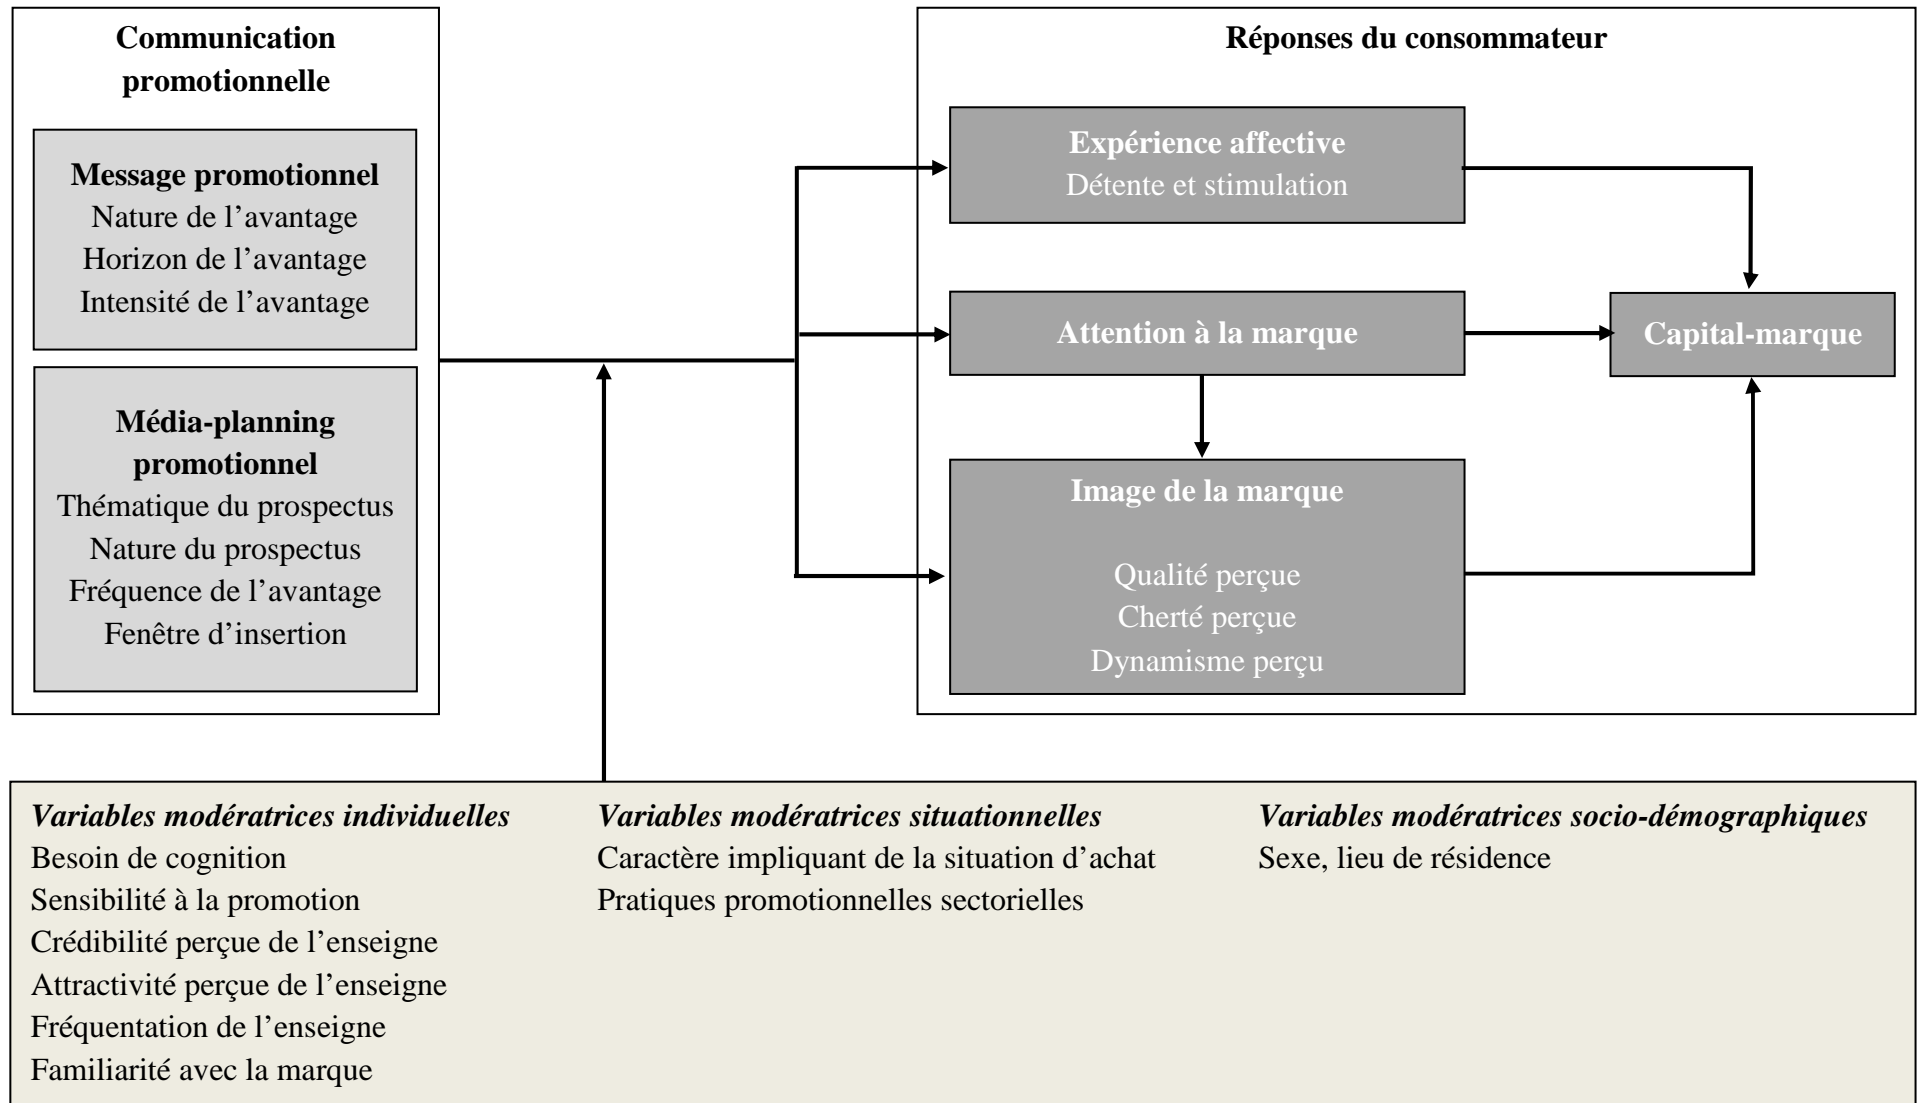 Communication
promotionnelle
Message promotionnel
Nature de l’avantage
Horizon de l’avantage
Intensité de l’avantage
Média-planning
promotionnel
Thématique du prospectus
Nature du prospectus
Fréquence de l’avantage
Fenêtre d’insertion
Réponses du consommateur
Expérience affective
Détente et stimulation
Attention à la marque
Capital-marque
Image de la marque
Qualité perçue
Cherté perçue
Dynamisme perçu
Variables modératrices individuelles
Besoin de cognition
Sensibilité à la promotion
Crédibilité perçue de l’enseigne
Attractivité perçue de l’enseigne
Fréquentation de l’enseigne
Familiarité avec la marque
Variables modératrices situationnelles
Caractère impliquant de la situation d’achat
Pratiques promotionnelles sectorielles
Variables modératrices socio-démographiques
Sexe, lieu de résidence